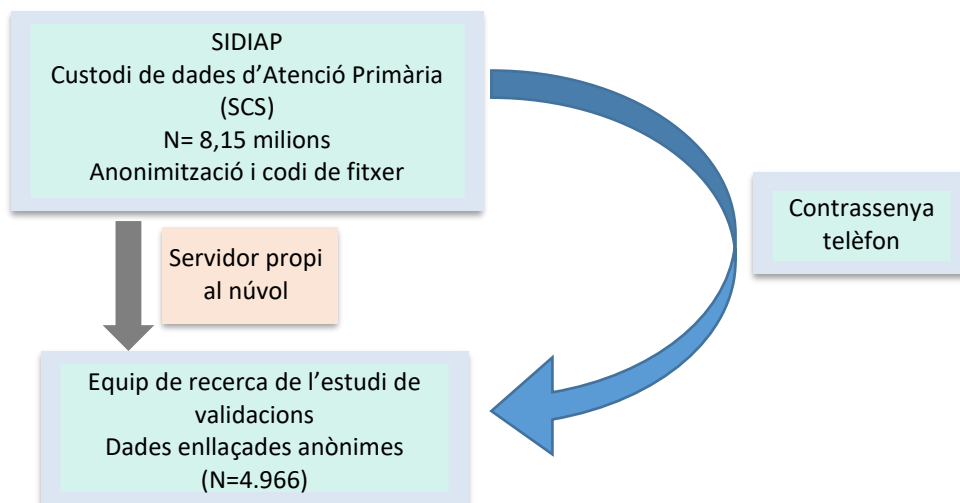 SIDIAP
Custodi de dades d’Atenció Primària
(SCS)
N= 8,15 milions
Anonimització i codi de fitxer
Servidor propi
al núvol
Contrassenya
telèfon
Equip de recerca de l’estudi de
validacions
Dades enllaçades anònimes
(N=4.966)